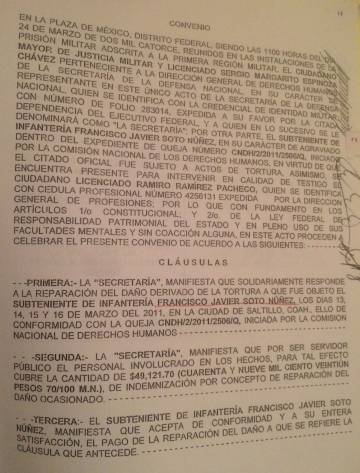 CONVENIO
EN LA PLAZA DE MÉXICO, DISTRITO FEDERAL, SIENDO LAS 1100 HORAS DEL DÍA
24 DE MARZO DE DOS MIL CATORCE, REUNIDOS EN LAS INSTALACIONES DE LA
PRISIÓN MILITAR ADSCRITA A LA PRIMERA REGIÓN MILITAR, EL CIUDADANO
MAYOR DE JUSTICIA MILITAR Y LICENCIADO SERGIO MARGARITO ESPINOZA
CHÁVEZ PERTENECIENTE A LA DIRECCIÓN GENERAL DE DERECHOS HUMANOS
DE LA SECRETARÍA DE LA DEFENSA NACIONAL, EN SU CARÁCTER DE
REPRESENTANTE EN ESTE ÚNICO ACTO DE LA SECRETARÍA DE LA DEFENSA
NACIONAL, QUIEN SE IDENTIFICA CON LA CREDENCIAL DE IDENTIDAD MILITAR
CON NÚMERO DE FOLIO 283014, EXPEDIDA A SU FAVOR POR LA CITADA
DEPENDENCIA DEL EJECUTIVO FEDERAL, Y A QUIEN EN LO SUCESIVO SE LE
DENOMINARÁ COMO "LA SECRETARÍA"; POR OTRA PARTE, EL SUBTENIENTE DE
INFANTERÍA FRANCISCO JAVIER SOTO NÚÑEZ, EN SU CARÁCTER DE AGRAVIADO
DENTRO DEL EXPEDIENTE DE QUEJA NÚMERO CNDH/2/2011/2506/Q, INICIADA
POR LA COMISIÓN NACIONAL DE LOS DERECHOS HUMANOS, EN VIRTUD DE QUE
EL CITADO OFICIAL FUE SUJETO A ACTOS DE TORTURA, ASIMISMO, SE
ENCUENTRA PRESENTE PARA INTERVENIR EN CALIDAD DE TESTIGO EL
CIUDADANO LICENCIADO RAMIRO RAMÍREZ PACHECO, QUIEN SE IDENTIFICA
CON CEDULA PROFESIONAL NÚMERO 4256131 EXPEDIDA POR LA DIRECCIÓN
GENERAL DE PROFESIONES; POR LO QUE CON FUNDAMENTO EN LOS
ARTÍCULOS 1/o CONSTITUCIONAL, Y 2/o DE LA LEY FEDERAL DE
RESPONSABILIDAD PATRIMONIAL DEL ESTADO Y EN PLENO USO DE SUS
FACULTADES MENTALES Y SIN COACCIÓN ALGUNA, EN ESTE ACTO PROCEDEN A
CELEBRAR EL PRESENTE CONVENIO DE ACUERDO A LAS SIGUIENTES:
CLÁUSULAS
---PRIMERA:- LA "SECRETARÍA", MANIFIESTA QUE SOLIDARIAMENTE RESPONDE
A LA REPARACIÓN DEL DAÑO DERIVADO DE LA TORTURA A QUE FUE OBJETO EL
SUBTENIENTE DE INFANTERÍA FRANCISCO JAVIER SOTO NÚÑEZ, LOS DÍAS 13,
14, 15 Y 16 DE MARZO DEL 2011, EN LA CIUDAD DE SALTILLO, COAH., ELLO DE
CONFORMIDAD CON LA QUEJA CNDH/2/2011/2506/Q, INICIADA POR LA COMISIÓN
NACIONAL DE DERECHOS HUMANOS
---SEGUNDA:- LA "SECRETARÍA", MANIFIESTA QUE POR SER SERVIDOR
PÚBLICO EL PERSONAL INVOLUCRADO EN LOS HECHOS, PARA TAL EFECTO
CUBRE LA CANTIDAD DE $49,121.70 (CUARENTA Y NUEVE MIL CIENTO VEINTIÚN
PESOS 70/100 M.N.), DE INDEMNIZACIÓN POR CONCEPTO DE REPARACIÓN DEL
DAÑO OCASIONADO.
---TERCERA:- EL SUBTENIENTE DE INFANTERÍA FRANCISCO JAVIER SOTO
NÚÑEZ, MANIFIESTA QUE ACEPTA DE CONFORMIDAD Y A SU ENTERA
SATISFACCIÓN, EL PAGO DE LA REPARACIÓN DEL DAÑO A QUE SE REFIERE LA
CLÁUSULA QUE ANTECEDE.